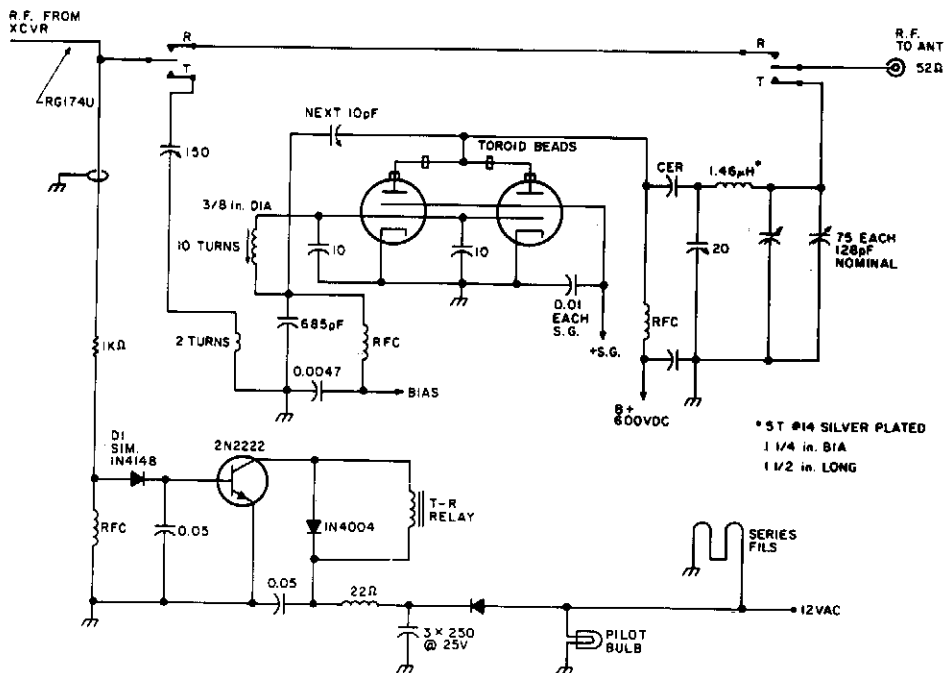 R.F. FROM
XCVR
R
R
R.F.
TO ANT
52Ω
T
T
RG174U
NEXT 10pF
TOROID BEADS
150
CER
1.46μH*
3/8 in. DIA
10 TURNS
10
10
20
75 EACH
128pF
NOMINAL
0.01
EACH
S.G.
685pF
RFC
RFC
+S.G.
1KΩ
2 TURNS
0.0047
BIAS
B+
600VDC
* 5T #14 SILVER PLATED
1 1/4 in. BIA
1 1/2 in. LONG
D1
SIM.
1N4148
2N2222
T-R
RELAY
RFC
0.05
1N4004
SERIES
FILS
0.05
22Ω
12VAC
3 × 250
@ 25V
PILOT
BULB